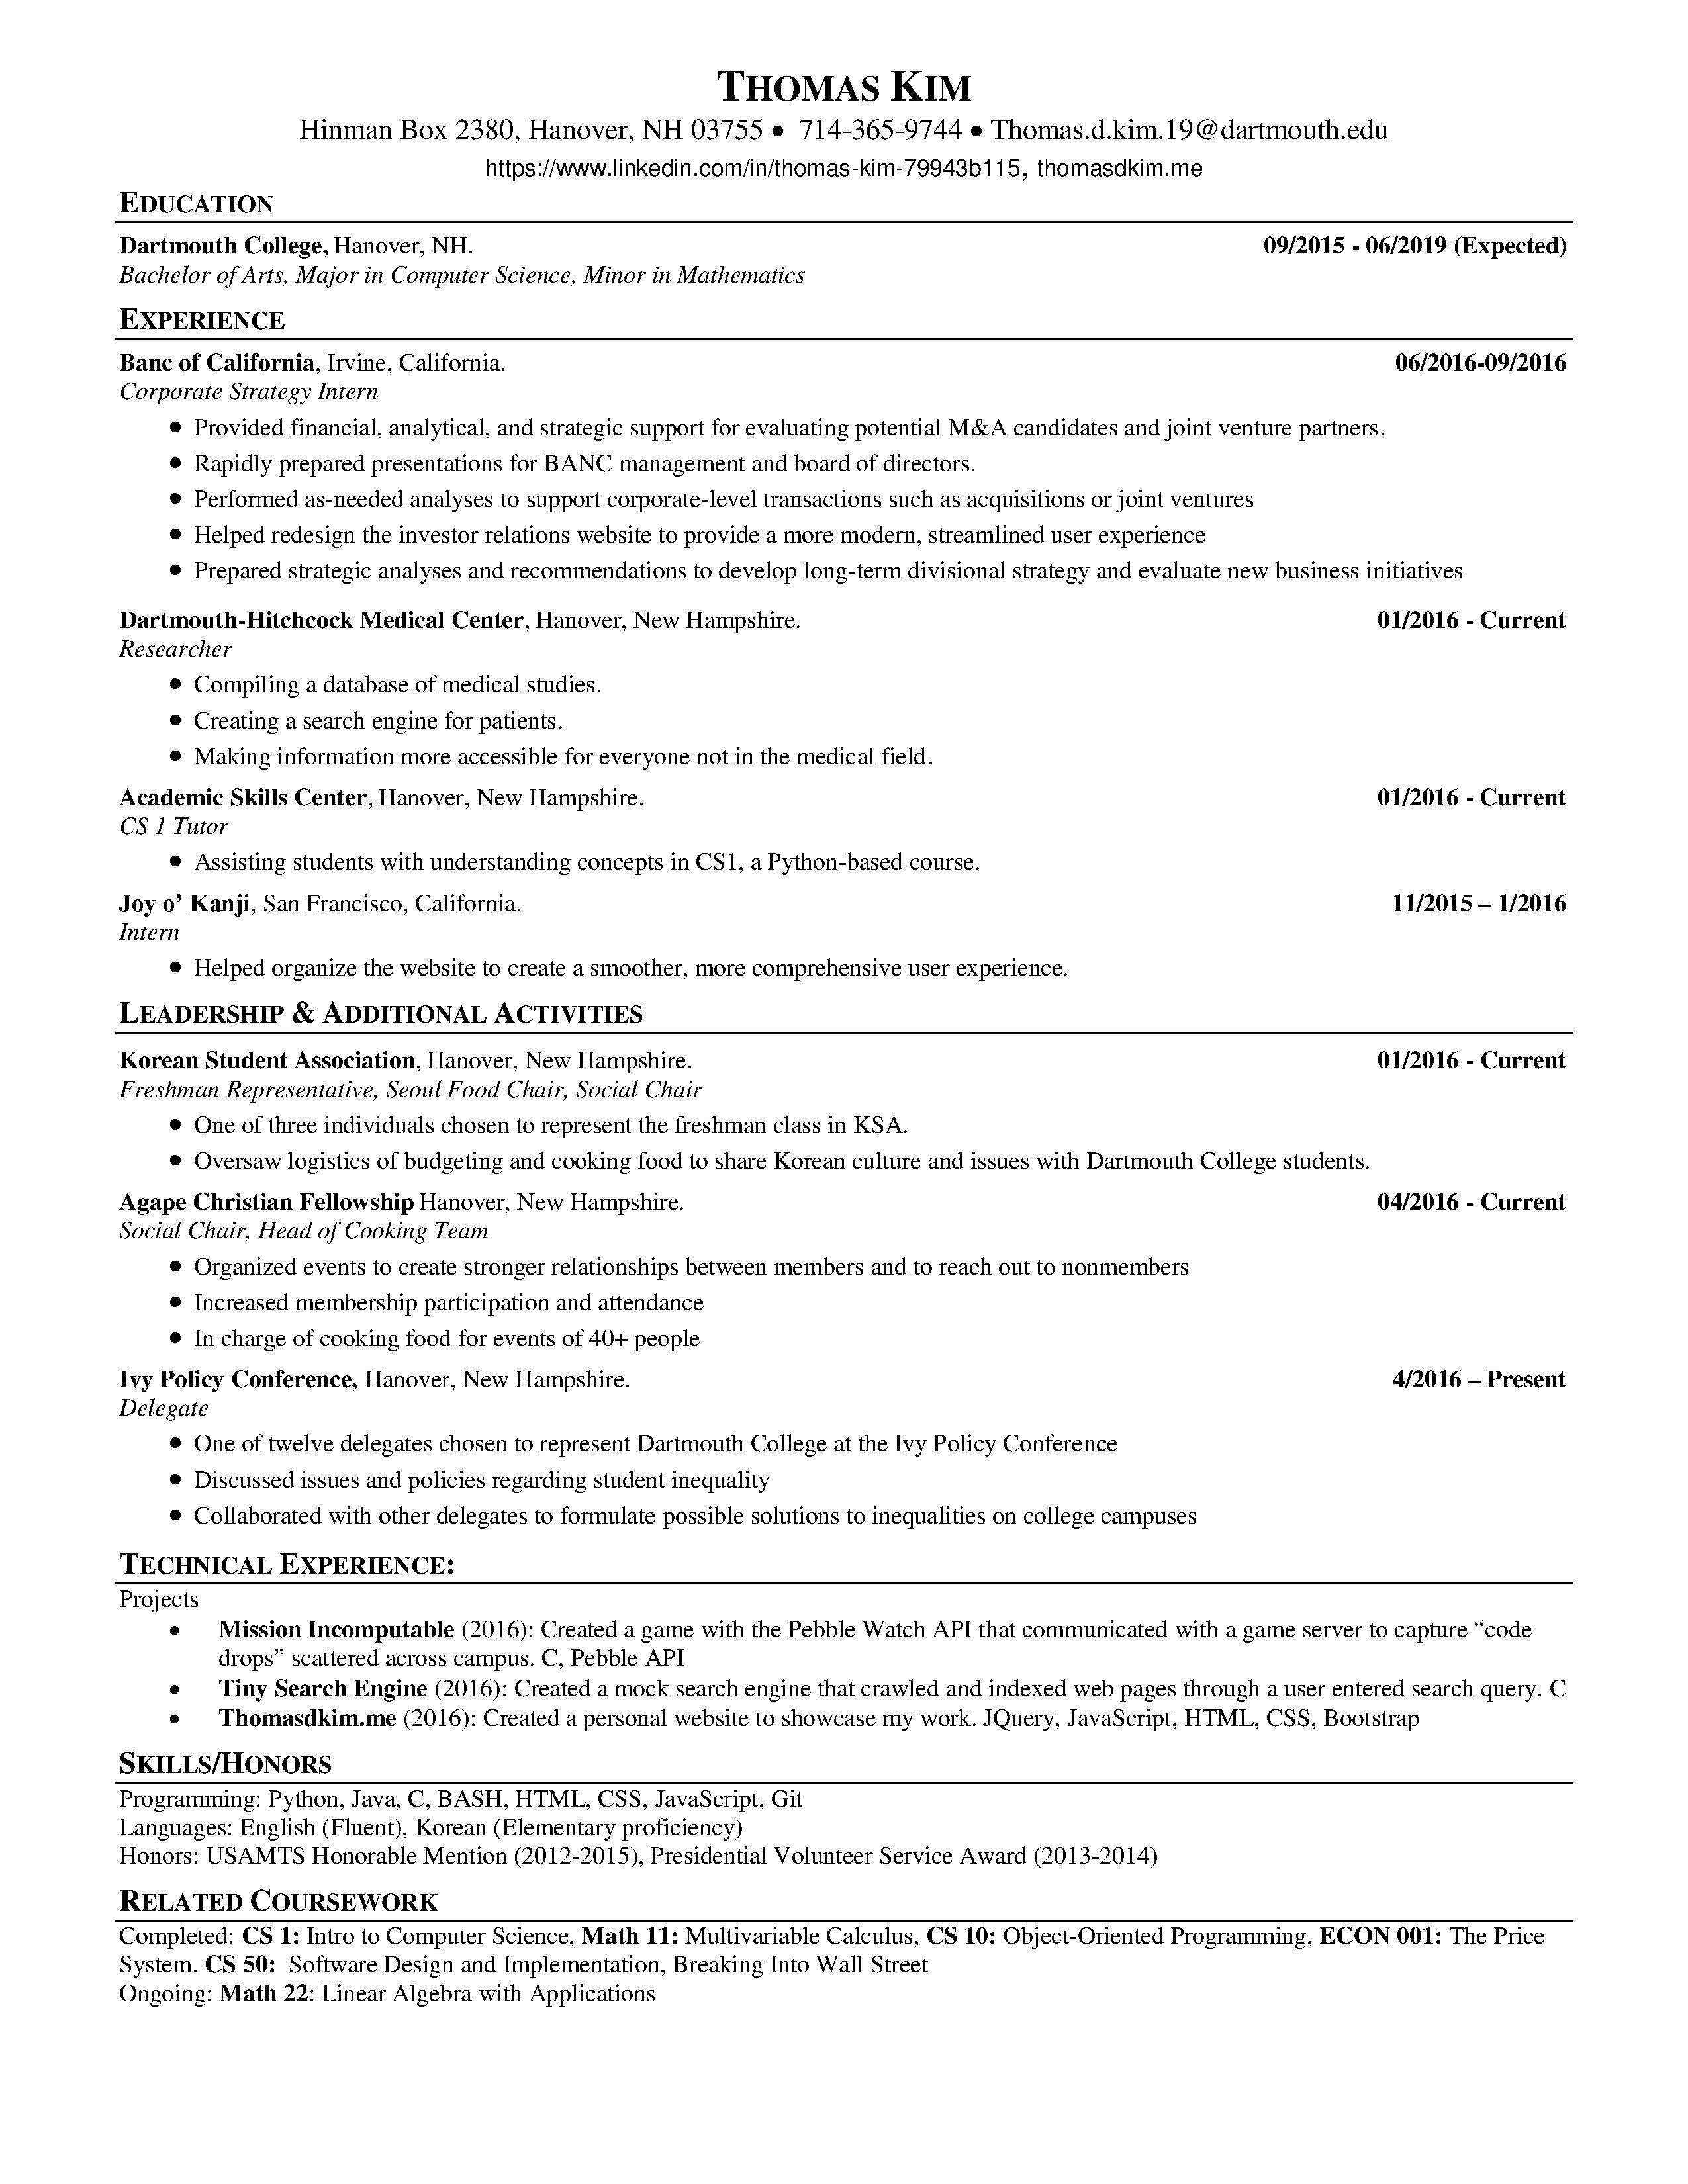 THOMAS KIM
Hinman Box 2380, Hanover, NH 03755 ● 714-365-9744 ● Thomas.d.kim.19@dartmouth.edu
https://www.linkedin.com/in/thomas-kim-79943b115, thomasdkim.me
EDUCATION
Dartmouth College, Hanover, NH. 09/2015 - 06/2019 (Expected)
Bachelor of Arts, Major in Computer Science, Minor in Mathematics
EXPERIENCE
Banc of California, Irvine, California. 06/2016-09/2016
Corporate Strategy Intern
● Provided financial, analytical, and strategic support for evaluating potential M&A candidates and joint venture partners.
● Rapidly prepared presentations for BANC management and board of directors.
● Performed as-needed analyses to support corporate-level transactions such as acquisitions or joint ventures
● Helped redesign the investor relations website to provide a more modern, streamlined user experience
● Prepared strategic analyses and recommendations to develop long-term divisional strategy and evaluate new business initiatives
Dartmouth-Hitchcock Medical Center, Hanover, New Hampshire. 01/2016 - Current
Researcher
● Compiling a database of medical studies.
● Creating a search engine for patients.
● Making information more accessible for everyone not in the medical field.
Academic Skills Center, Hanover, New Hampshire. 01/2016 - Current
CS 1 Tutor
● Assisting students with understanding concepts in CS1, a Python-based course.
Joy o’ Kanji, San Francisco, California. 11/2015 – 1/2016
Intern
● Helped organize the website to create a smoother, more comprehensive user experience.
LEADERSHIP & ADDITIONAL ACTIVITIES
Korean Student Association, Hanover, New Hampshire. 01/2016 - Current
Freshman Representative, Seoul Food Chair, Social Chair
● One of three individuals chosen to represent the freshman class in KSA.
● Oversaw logistics of budgeting and cooking food to share Korean culture and issues with Dartmouth College students.
Agape Christian Fellowship Hanover, New Hampshire. 04/2016 - Current
Social Chair, Head of Cooking Team
● Organized events to create stronger relationships between members and to reach out to nonmembers
● Increased membership participation and attendance
● In charge of cooking food for events of 40+ people
Ivy Policy Conference, Hanover, New Hampshire. 4/2016 – Present
Delegate
● One of twelve delegates chosen to represent Dartmouth College at the Ivy Policy Conference
● Discussed issues and policies regarding student inequality
● Collaborated with other delegates to formulate possible solutions to inequalities on college campuses
TECHNICAL EXPERIENCE:
Projects
● Mission Incomputable (2016): Created a game with the Pebble Watch API that communicated with a game server to capture “code
drops” scattered across campus. C, Pebble API
● Tiny Search Engine (2016): Created a mock search engine that crawled and indexed web pages through a user entered search query. C
● Thomasdkim.me (2016): Created a personal website to showcase my work. JQuery, JavaScript, HTML, CSS, Bootstrap
SKILLS/HONORS
Programming: Python, Java, C, BASH, HTML, CSS, JavaScript, Git
Languages: English (Fluent), Korean (Elementary proficiency)
Honors: USAMTS Honorable Mention (2012-2015), Presidential Volunteer Service Award (2013-2014)
RELATED COURSEWORK
Completed: CS 1: Intro to Computer Science, Math 11: Multivariable Calculus, CS 10: Object-Oriented Programming, ECON 001: The Price
System. CS 50: Software Design and Implementation, Breaking Into Wall Street
Ongoing: Math 22: Linear Algebra with Applications